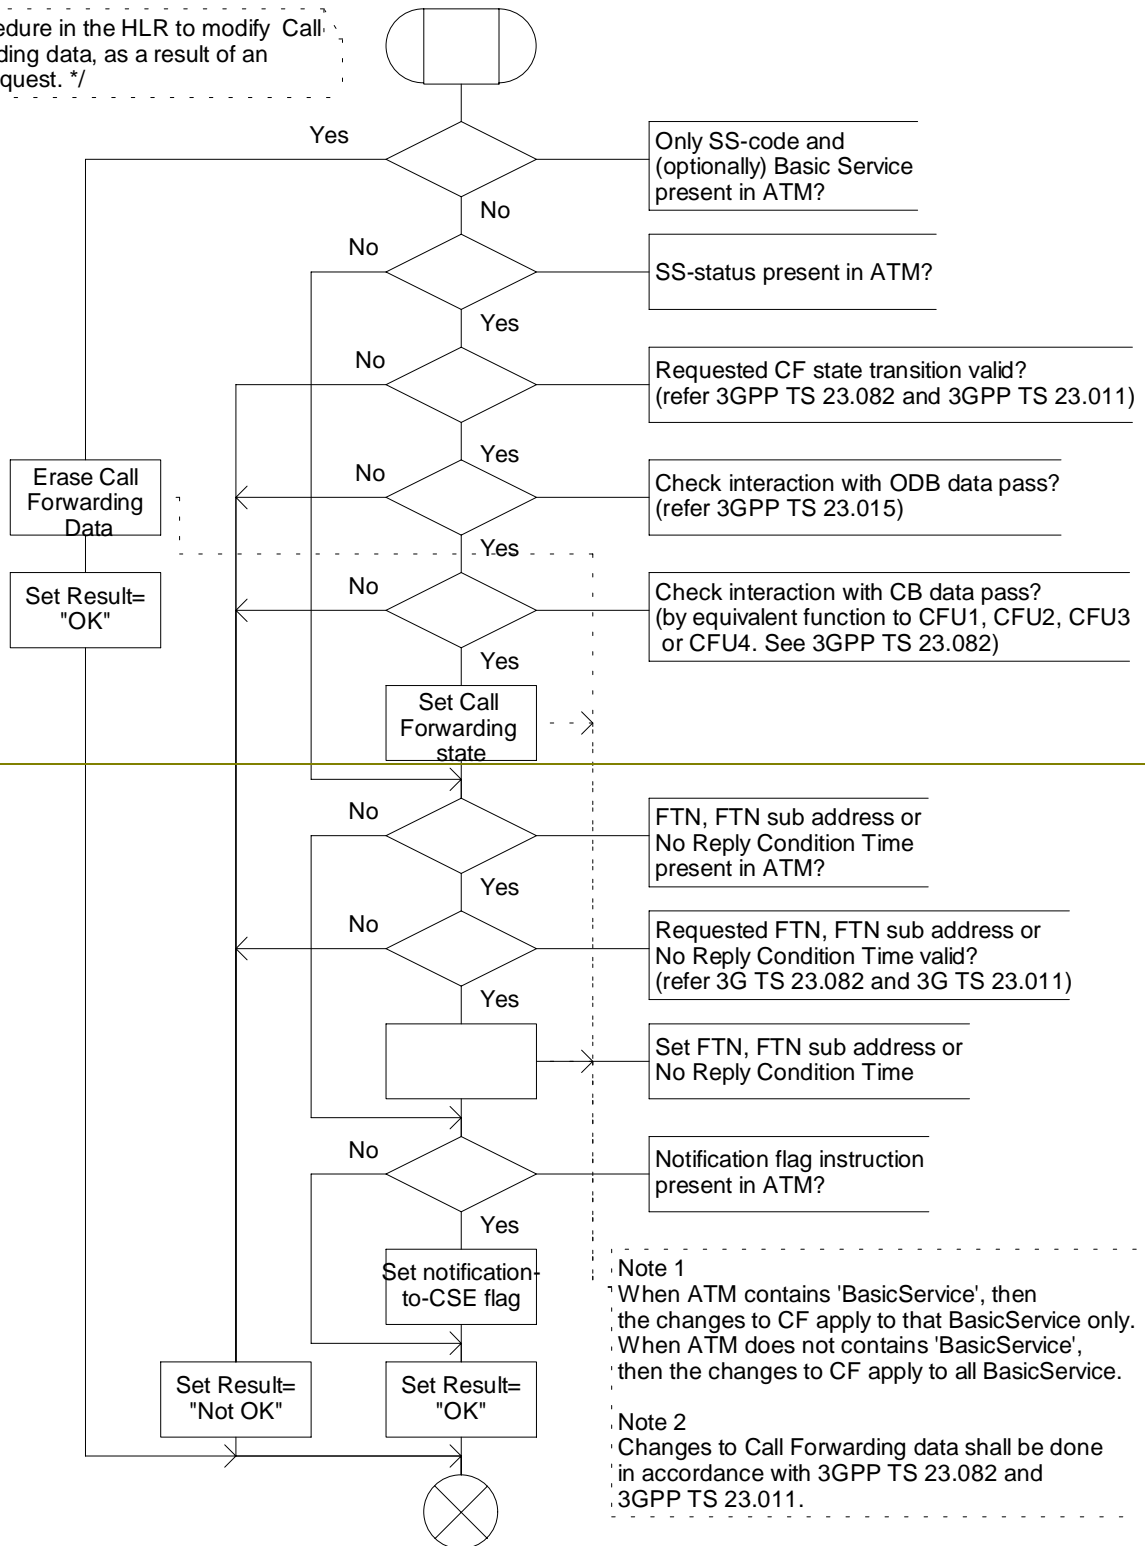 edure in the HLR to modify Call
ding data, as a result of an
quest. */
Yes
Only SS-code and
(optionally) Basic Service
present in ATM?
No
No
SS-status present in ATM?
Yes
No
Requested CF state transition valid?
(refer 3GPP TS 23.082 and 3GPP TS 23.011)
Yes
Erase Call
Forwarding
Data
No
Check interaction with ODB data pass?
(refer 3GPP TS 23.015)
Yes
Set Result=
"OK"
No
Check interaction with CB data pass?
(by equivalent function to CFU1, CFU2, CFU3
or CFU4. See 3GPP TS 23.082)
Yes
Set Call
Forwarding
state
No
FTN, FTN sub address or
No Reply Condition Time
present in ATM?
Yes
No
Requested FTN, FTN sub address or
No Reply Condition Time valid?
(refer 3G TS 23.082 and 3G TS 23.011)
Yes
Set FTN, FTN sub address or
No Reply Condition Time
No
Notification flag instruction
present in ATM?
Yes
Set notification-
to-CSE flag
Note 1
When ATM contains 'BasicService', then
the changes to CF apply to that BasicService only.
When ATM does not contains 'BasicService',
then the changes to CF apply to all BasicService.
Set Result=
"Not OK"
Set Result=
"OK"
Note 2
Changes to Call Forwarding data shall be done
in accordance with 3GPP TS 23.082 and
3GPP TS 23.011.